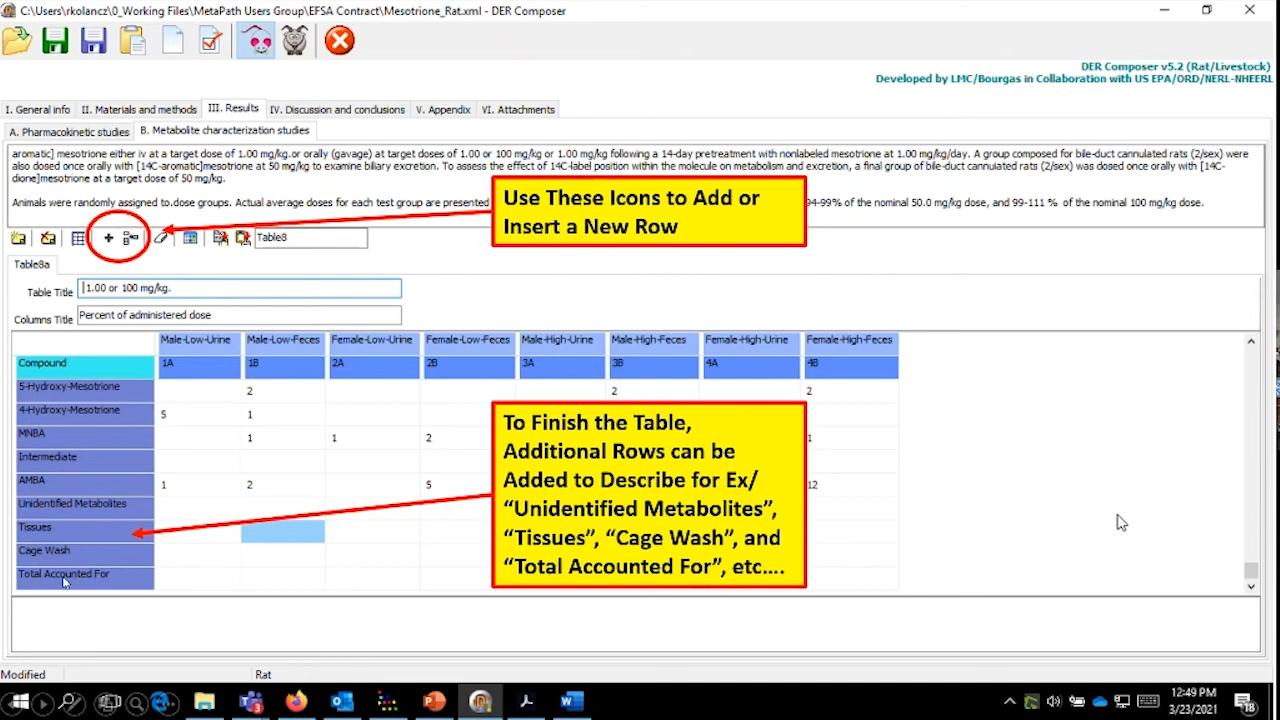 C:\Users\rkolancz\0_Working Files\MetaPath Users Group\EFSA Contract\Mesotrione_Rat.xml - DER Composer
DER Composer v5.2 (Rat/Livestock)
Developed by LMC/Bourgas in Collaboration with US EPA/ORD/NERL-NHEERL
I. General info II. Materials and methods III. Results IV. Discussion and conclusions V. Appendix VI. Attachments
A. Pharmacokinetic studies B. Metabolite characterization studies
aromatic] mesotrione either iv at a target dose of 1.00 mg/kg.or orally (gavage) at target doses of 1.00 or 100 mg/kg or 1.00 mg/kg following a 14-day pretreatment with nonlabeled mesotrione at 1.00 mg/kg/day. A group composed for bile-duct cannulated rats (2/sex) were
also dosed once orally with [14C-aromatic]mesotrione at 50 mg/kg to examine biliary excretion. To assess the effect of 14C-label position within the molecule on metabolism and excretion, a final group of bile-duct cannulated rats (2/sex) was dosed once orally with [14C-
dione]mesotrione at a target dose of 50 mg/kg.
Animals were randomly assigned to.dose groups. Actual average doses for each test group are presented 94-99% of the nominal 50.0 mg/kg dose, and 99-111 % of the nominal 100 mg/kg dose.
Use These Icons to Add or
Insert a New Row
Table8
Table8a
Table Title 1.00 or 100 mg/kg.
Columns Title Percent of administered dose
Male-Low-Urine Male-Low-Feces Female-Low-Urine Female-Low-Feces Male-High-Urine Male-High-Feces Female-High-Urine Female-High-Feces
Compound 1A 1B 2A 2B 3A 3B 4A 4B
5-Hydroxy-Mesotrione 2 2 2
4-Hydroxy-Mesotrione 5 1
MNBA 1 1 2 1
Intermediate
AMBA 1 2 5 12
Unidentified Metabolites
Tissues
Cage Wash
Total Accounted For
To Finish the Table,
Additional Rows can be
Added to Describe for Ex/
“Unidentified Metabolites”,
“Tissues”, “Cage Wash”, and
“Total Accounted For”, etc….
Modified Rat
12:49 PM
3/23/2021
18